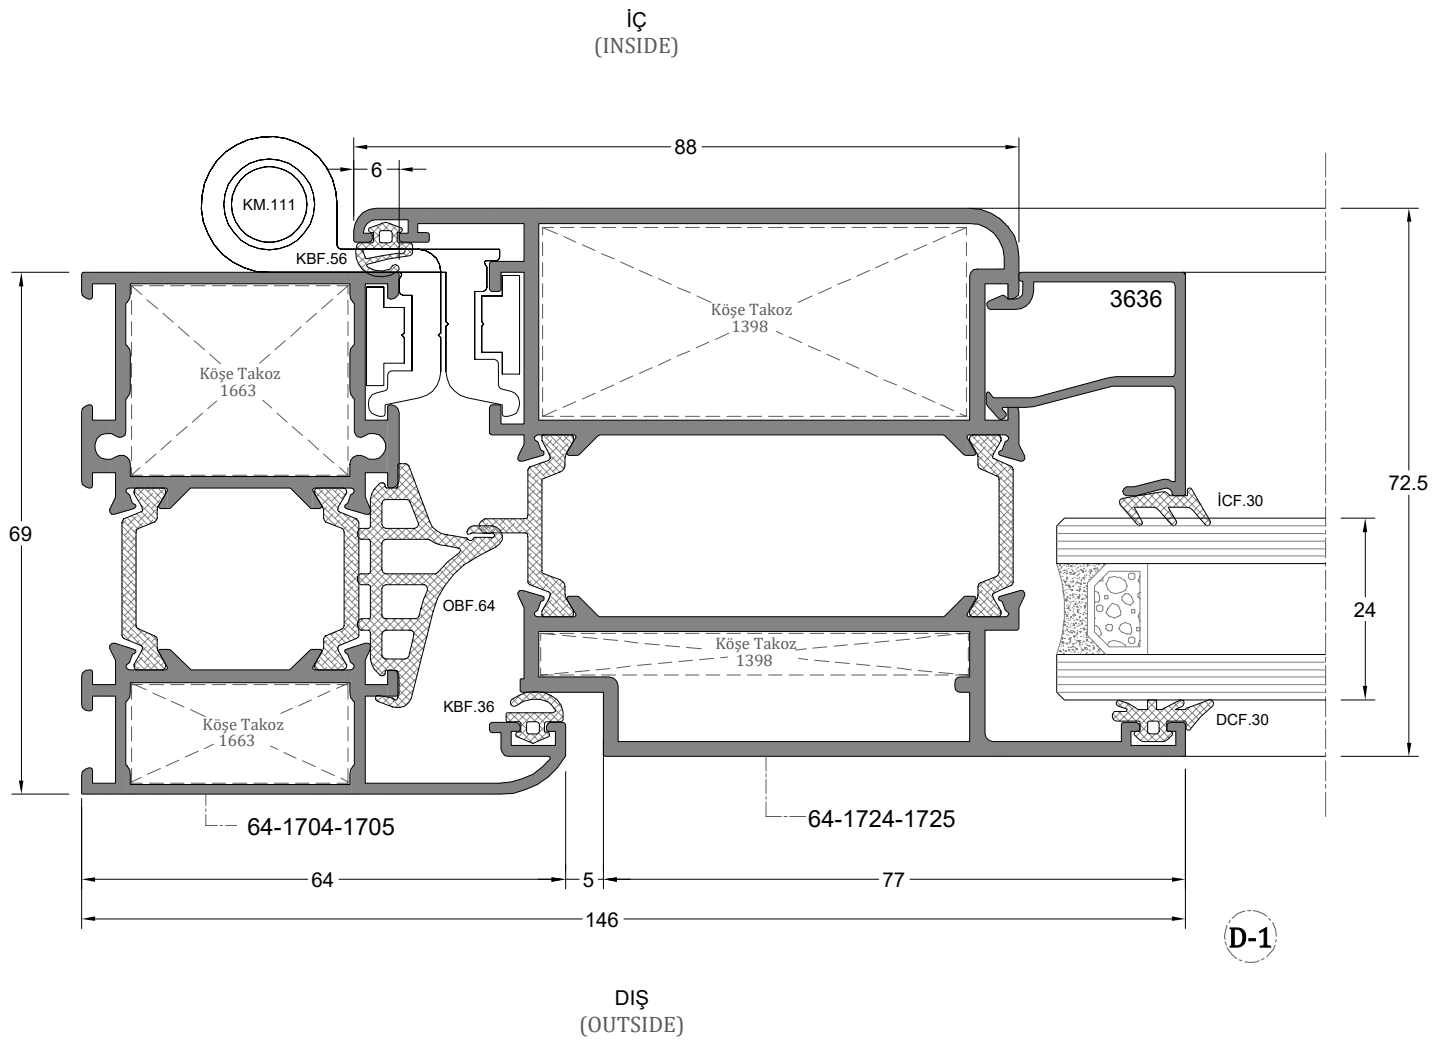 İÇ
(INSIDE)
88
6
KM.111
KBF.56
3636
Köşe Takoz
1398
Köşe Takoz
1663
72.5
İCF.30
69
24
OBF.64
Köşe Takoz
1398
KBF.36
DCF.30
Köşe Takoz
1663
64-1704-1705
64-1724-1725
64
5
77
146
D-1
DIŞ
(OUTSIDE)